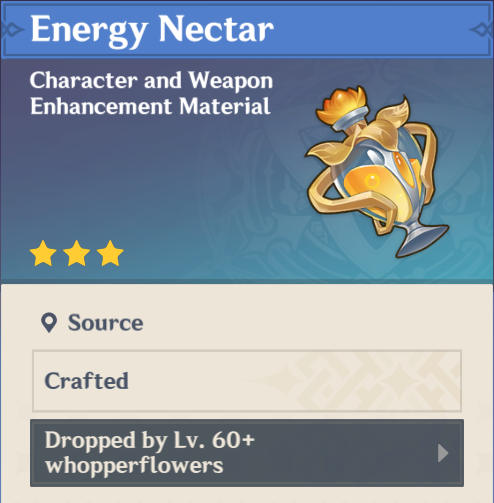 Energy Nectar
Character and Weapon
Enhancement Material
Source
Crafted
Dropped by Lv. 60+
whopperflowers